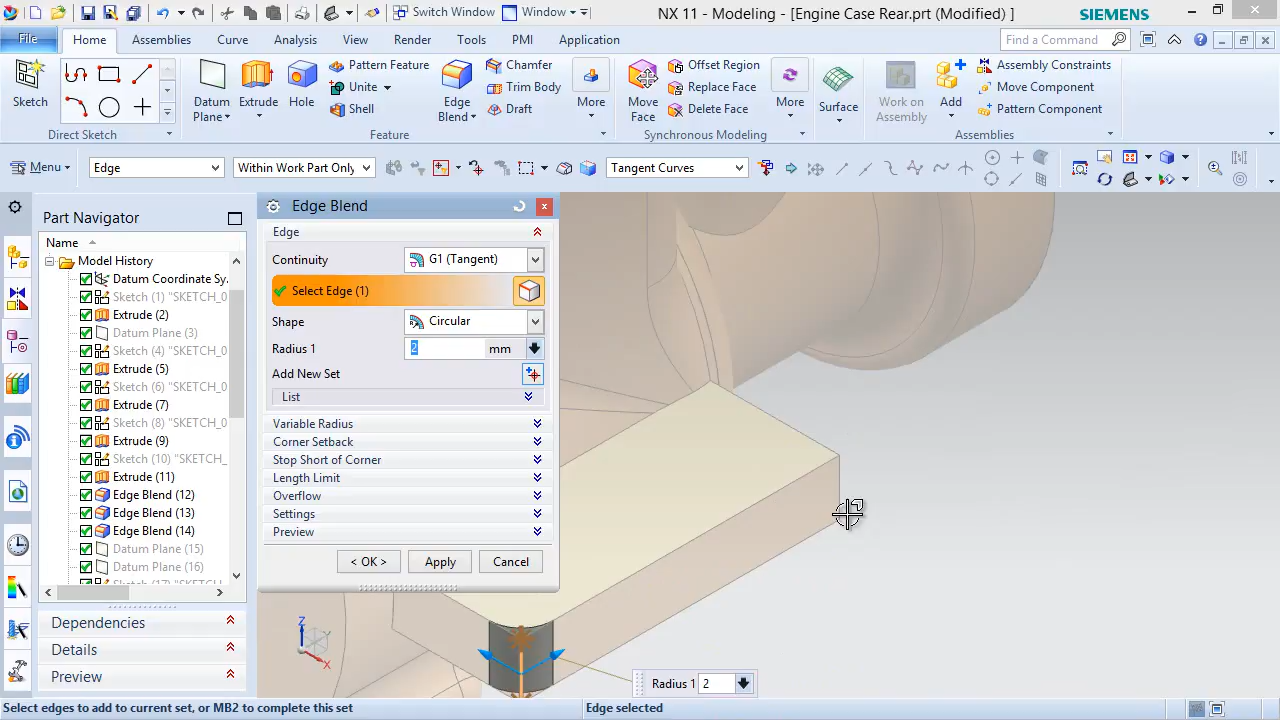 NX 11 - Modeling - [Engine Case Rear.prt (Modified) ]
SIEMENS
Switch Window
Window
File
Home
Assemblies
Curve
Analysis
View
Render
Tools
PMI
Application
Find a Command
Sketch
Direct Sketch
Datum
Plane
Extrude
Hole
Pattern Feature
Unite
Shell
Edge
Blend
Chamfer
Trim Body
Draft
More
Feature
Move
Face
Offset Region
Replace Face
Delete Face
More
Synchronous Modeling
Surface
Work on
Assembly
Add
Assembly Constraints
Move Component
Pattern Component
Assemblies
Menu
Edge
Within Work Part Only
Tangent Curves
Part Navigator
Name
Model History
Datum Coordinate Sy.
Sketch (1) "SKETCH_0
Extrude (2)
Datum Plane (3)
Sketch (4) "SKETCH_0
Extrude (5)
Sketch (6) "SKETCH_0
Extrude (7)
Sketch (8) "SKETCH_0
Extrude (9)
Sketch (10) "SKETCH_
Extrude (11)
Edge Blend (12)
Edge Blend (13)
Edge Blend (14)
Datum Plane (15)
Datum Plane (16)
Sketch (17) "SKETCH_
Dependencies
Details
Preview
Edge Blend
Edge
Continuity
G1 (Tangent)
Select Edge (1)
Shape
Circular
Radius 1
2
mm
Add New Set
List
Variable Radius
Corner Setback
Stop Short of Corner
Length Limit
Overflow
Settings
Preview
< OK >
Apply
Cancel
Z
Y
X
Radius 1 2
Select edges to add to current set, or MB2 to complete this set
Edge selected